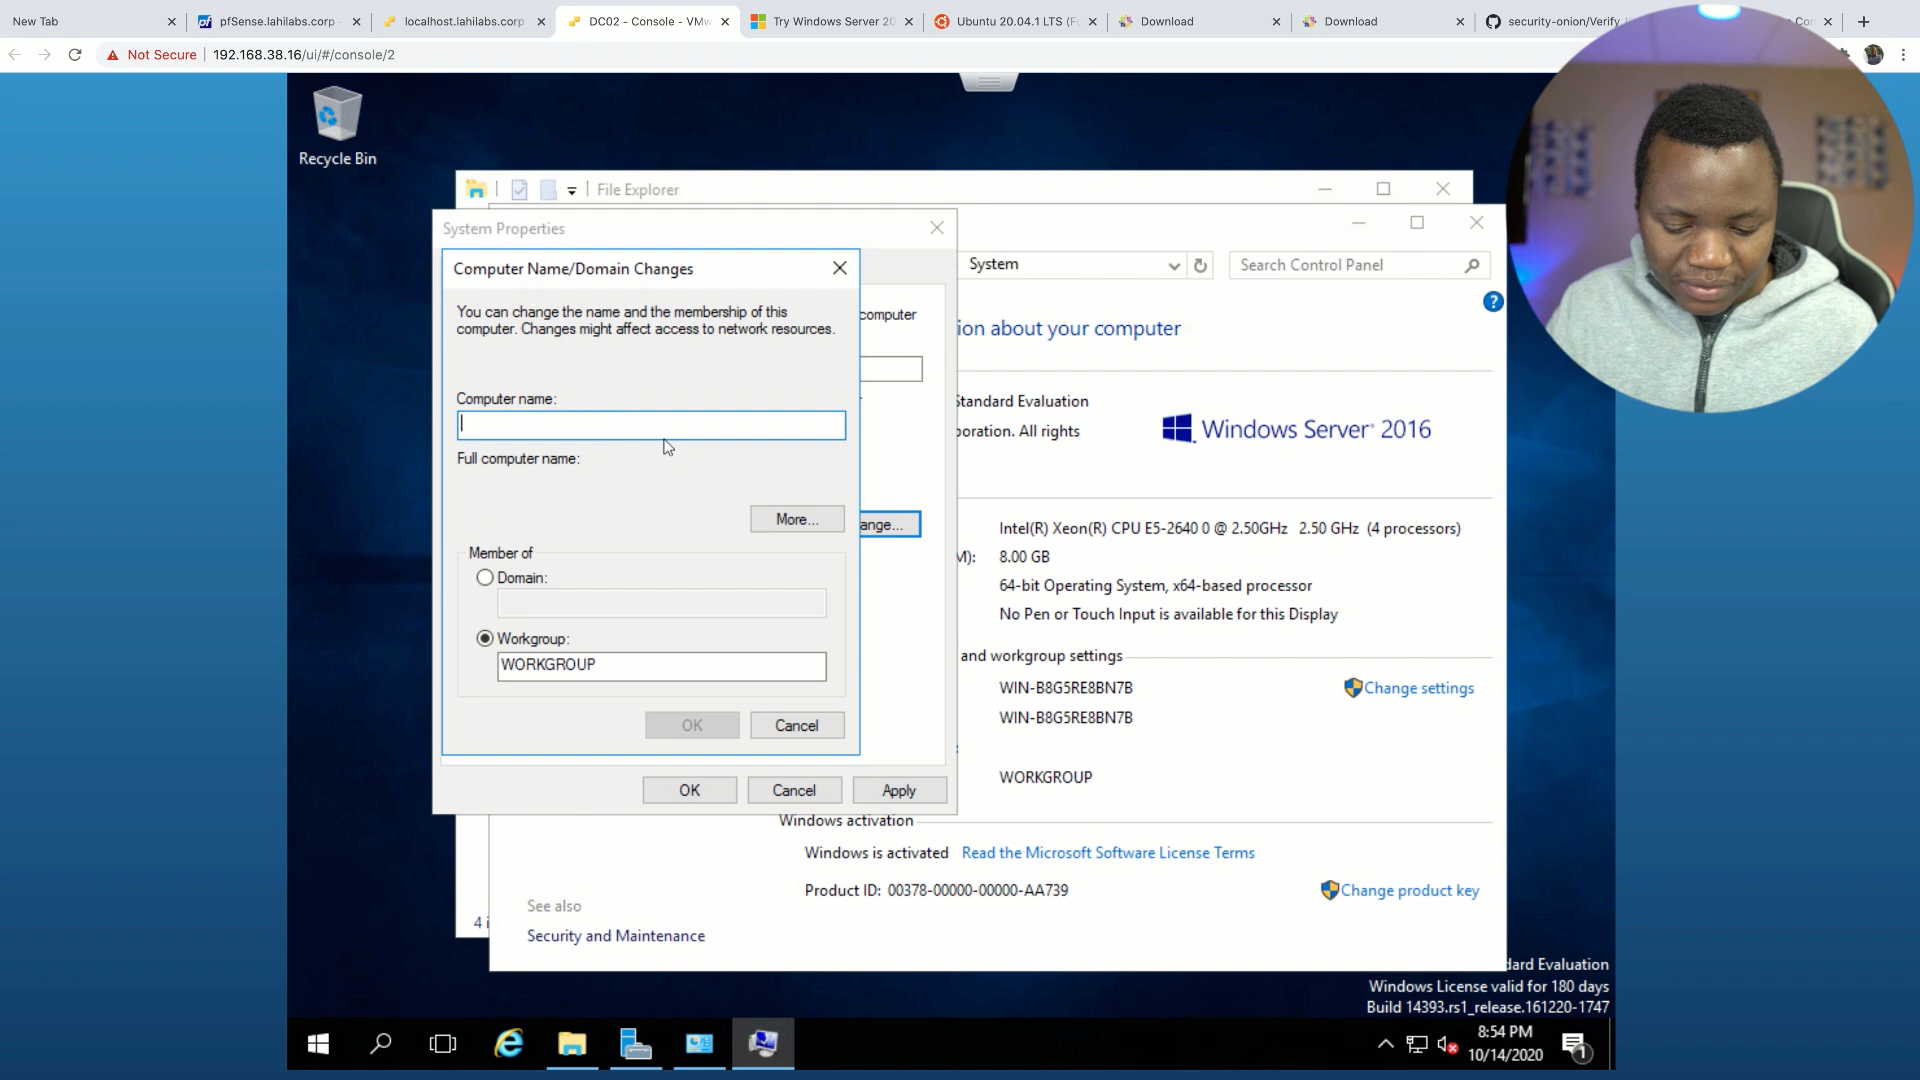 New Tab
pfSense.lahilabs.corp -
localhost.lahilabs.corp
DC02 - Console - VMw
Try Windows Server 20
Ubuntu 20.04.1 LTS (F
Download
Download
security-onion/Verify_
Not Secure
192.168.38.16/ui/#/console/2
Recycle Bin
File Explorer
System Properties
Computer Name/Domain Changes
System
Search Control Panel
You can change the name and the membership of this
computer. Changes might affect access to network resources.
computer
ion about your computer
Computer name:
Standard Evaluation
poration. All rights
Windows Server® 2016
Full computer name:
More...
ange...
Intel(R) Xeon(R) CPU E5-2640 0 @ 2.50GHz 2.50 GHz (4 processors)
M):
8.00 GB
Member of
Domain:
64-bit Operating System, x64-based processor
No Pen or Touch Input is available for this Display
Workgroup:
WORKGROUP
and workgroup settings
WIN-B8G5RE8BN7B
Change settings
WIN-B8G5RE8BN7B
OK
Cancel
WORKGROUP
OK
Cancel
Apply
Windows activation
Windows is activated
Read the Microsoft Software License Terms
Product ID: 00378-00000-00000-AA739
Change product key
See also
4 i
Security and Maintenance
dard Evaluation
Windows License valid for 180 days
Build 14393.rs1_release.161220-1747
8:54 PM
10/14/2020
1